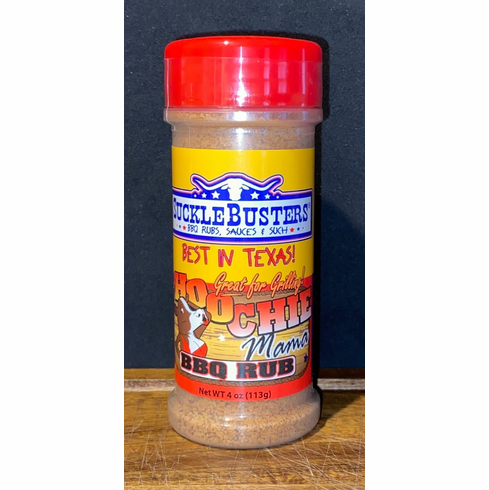 SUCKLEBUSTERS
BBQ RUBS, SAUCES & SUCH
BEST IN TEXAS!
Great for Grilling!
HOOCHIE
Mama
BBQ RUB
Net WT 4 oz (113g)